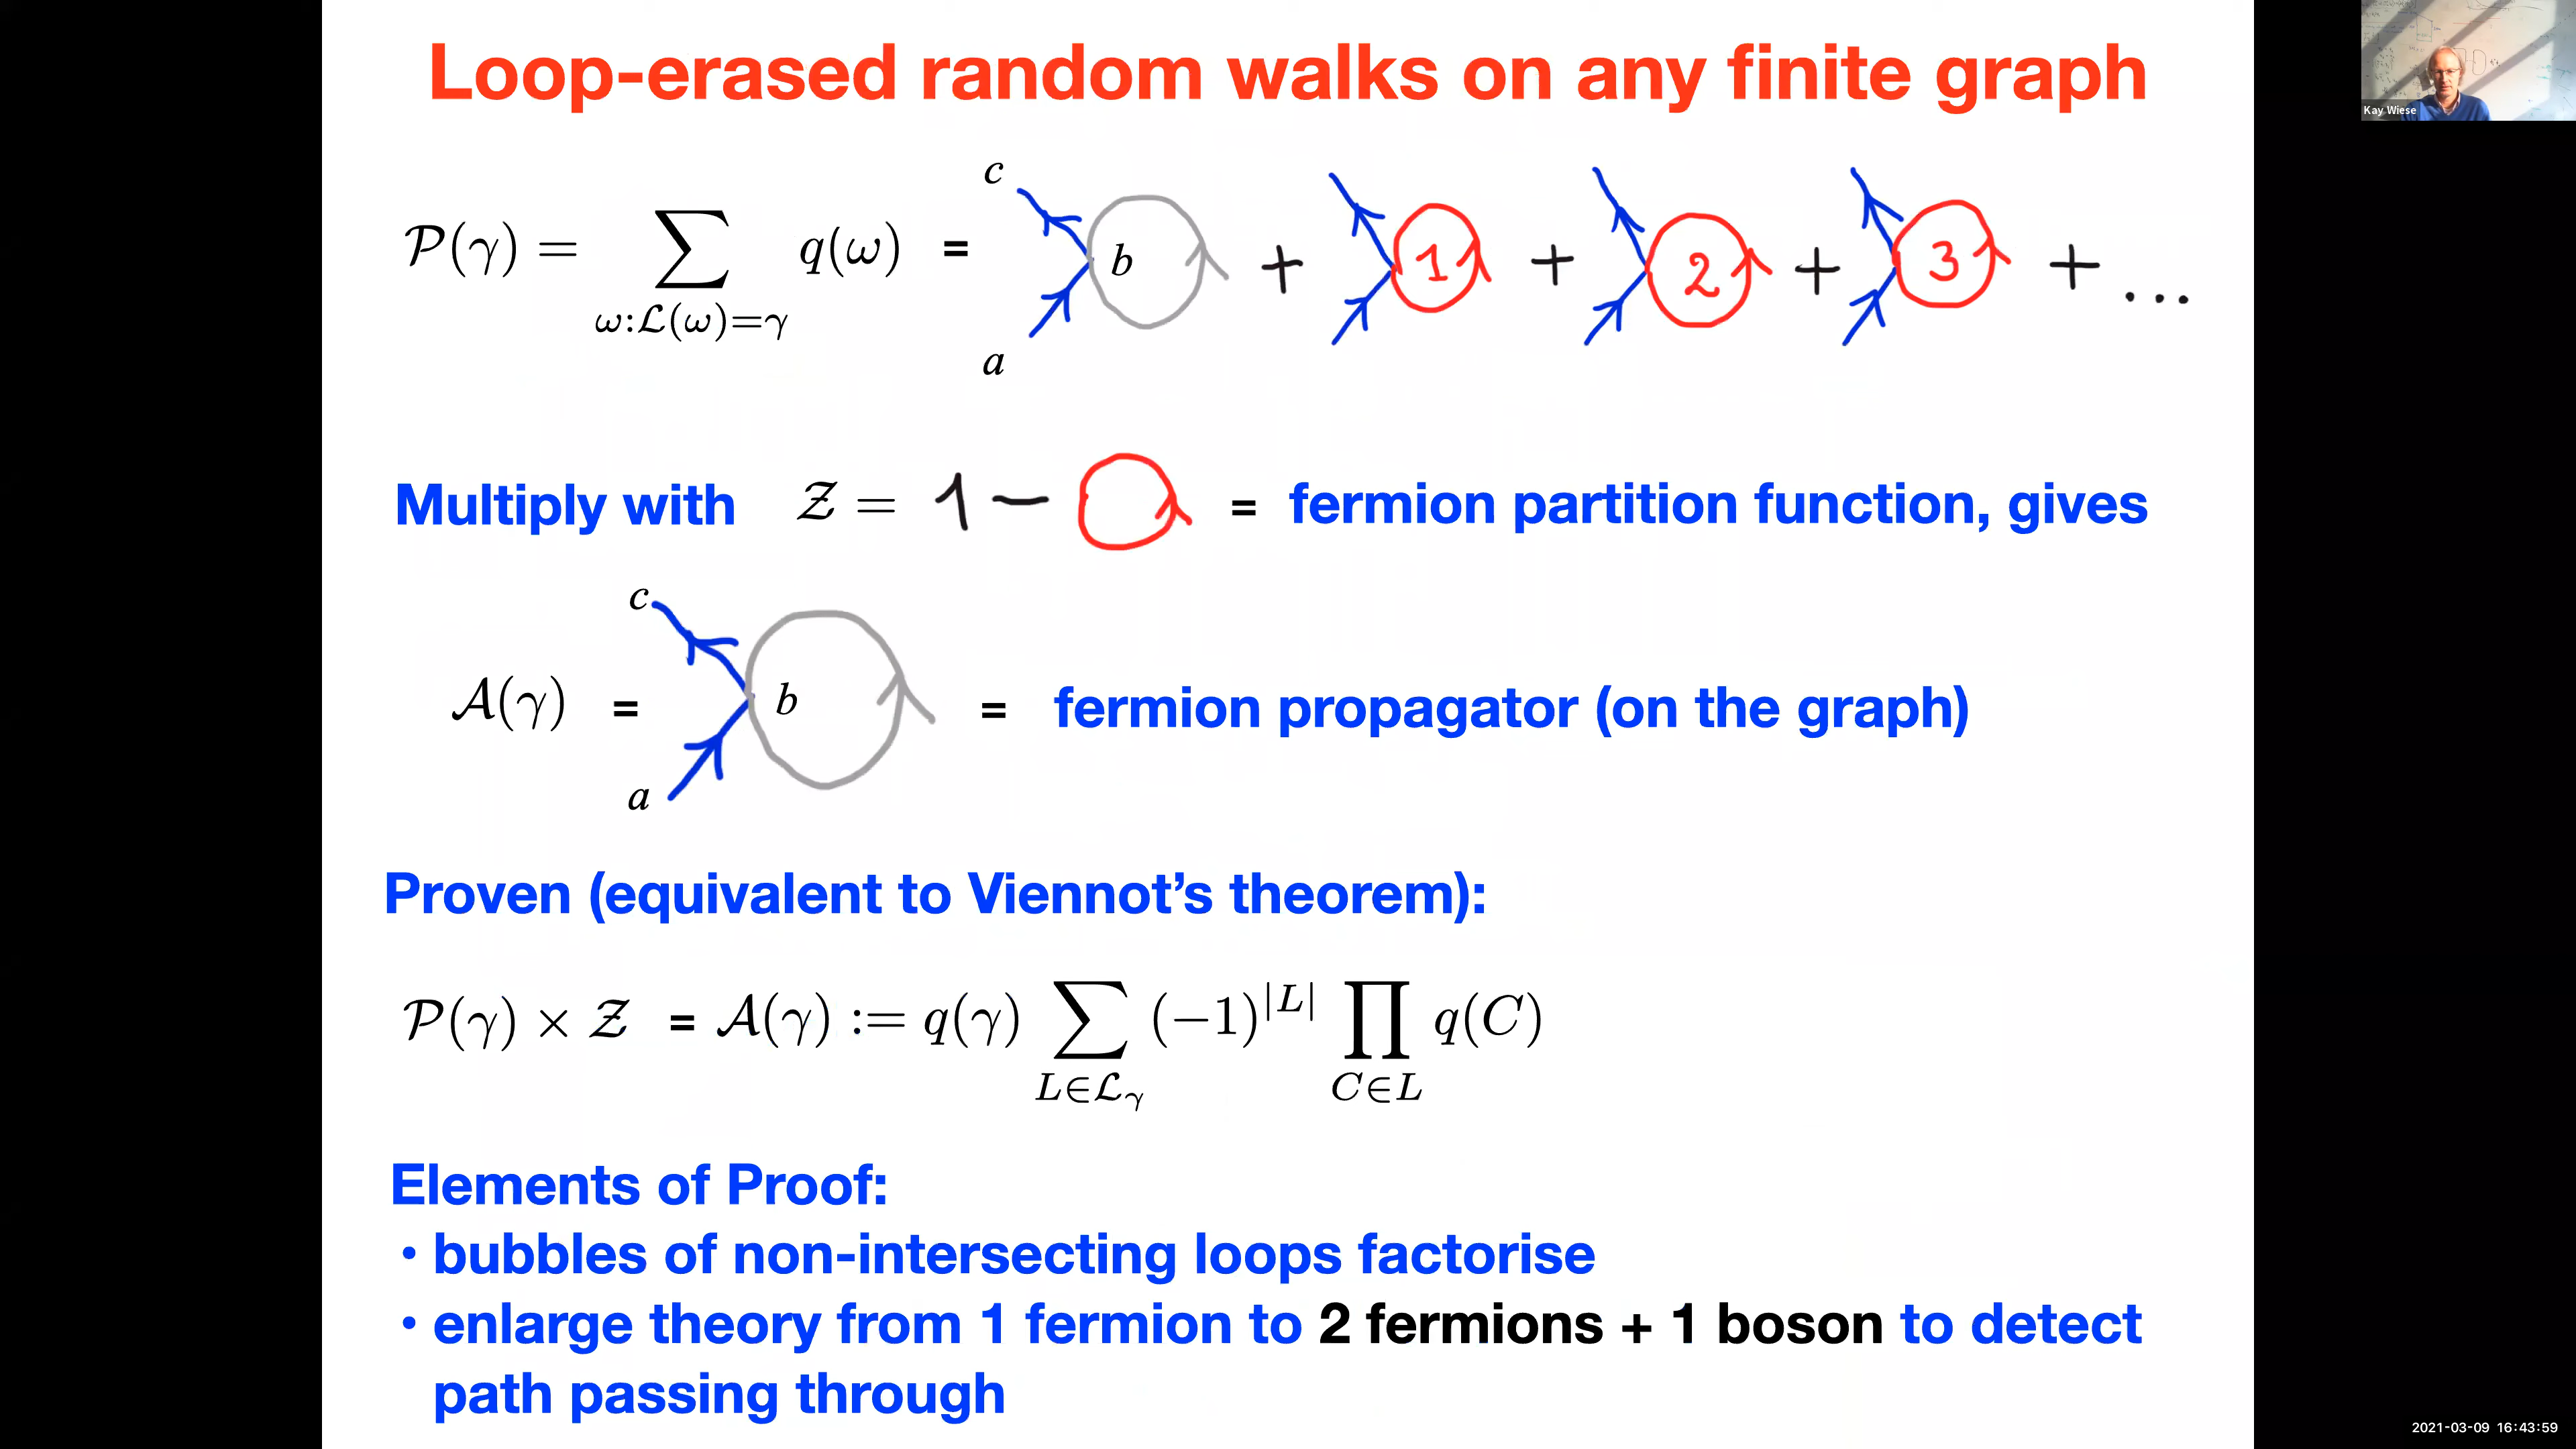 Loop-erased random walks on any finite graph
Kay Wiese
c
𝒫(γ) = ∑ q(ω) = b + 1 + 2 + 3 + ...
ω:ℒ(ω)=γ
a
Multiply with 𝒵 = 1 − = fermion partition function, gives
c
𝒜(γ) = b = fermion propagator (on the graph)
a
Proven (equivalent to Viennot's theorem):
𝒫(γ) × 𝒵 = 𝒜(γ) := q(γ) ∑ (−1)^|L| ∏ q(C)
L∈ℒγ C∈L
Elements of Proof:
• bubbles of non-intersecting loops factorise
• enlarge theory from 1 fermion to 2 fermions + 1 boson to detect
path passing through
2021-03-09 16:43:59